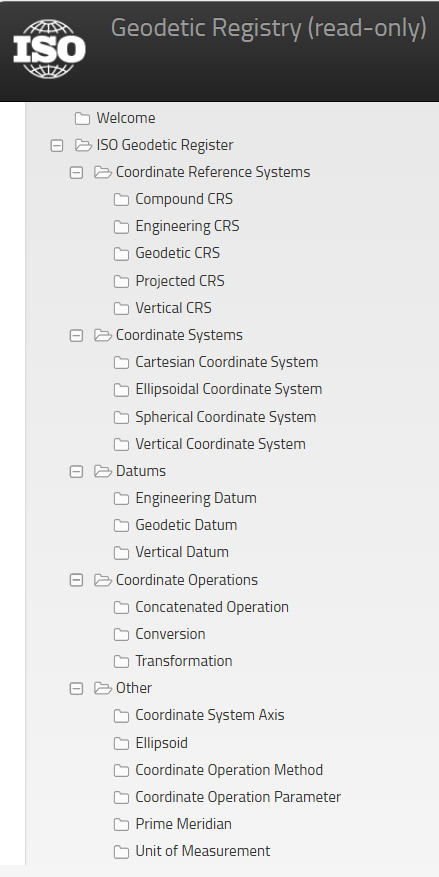 ISO
Geodetic Registry (read-only)
Welcome
ISO Geodetic Register
Coordinate Reference Systems
Compound CRS
Engineering CRS
Geodetic CRS
Projected CRS
Vertical CRS
Coordinate Systems
Cartesian Coordinate System
Ellipsoidal Coordinate System
Spherical Coordinate System
Vertical Coordinate System
Datums
Engineering Datum
Geodetic Datum
Vertical Datum
Coordinate Operations
Concatenated Operation
Conversion
Transformation
Other
Coordinate System Axis
Ellipsoid
Coordinate Operation Method
Coordinate Operation Parameter
Prime Meridian
Unit of Measurement